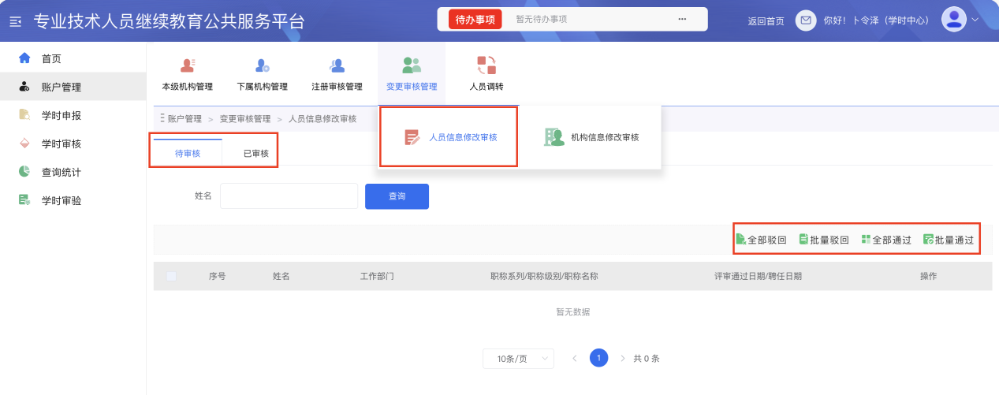 专业技术人员继续教育公共服务平台
待办事项 暂无待办事项 ...
返回首页 你好！卜令泽（学时中心）
首页
账户管理
学时申报
学时审核
查询统计
学时审验
本级机构管理 下属机构管理 注册审核管理 变更审核管理 人员调转
账户管理 > 变更审核管理 > 人员信息修改审核
人员信息修改审核 机构信息修改审核
待审核 已审核
姓名 查询
全部驳回 批量驳回 全部通过 批量通过
序号 姓名 工作部门 职称系列/职称级别/职称名称 评审通过日期/聘任日期 操作
暂无数据
10条/页 < 1 > 共 0 条